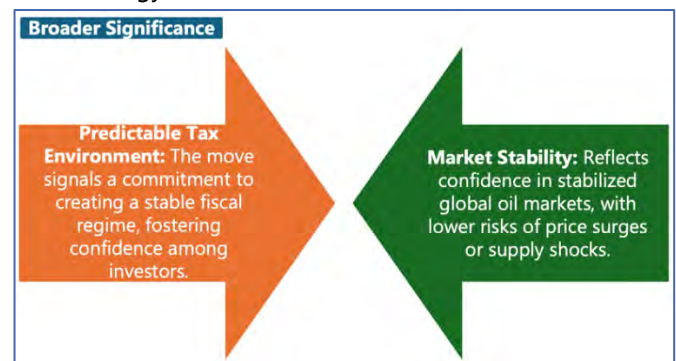 Broader Significance
Predictable Tax
Environment: The move
signals a commitment to
creating a stable fiscal
regime, fostering
confidence among
investors.
Market Stability: Reflects
confidence in stabilized
global oil markets, with
lower risks of price surges
or supply shocks.